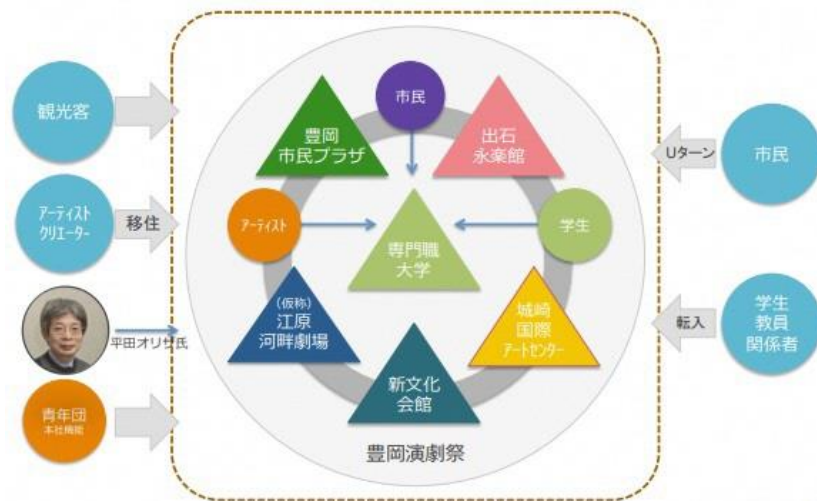 観光客
アーティスト
クリエーター
移住
平田オリザ氏
青年団
本社機能
市民
豊岡
市民プラザ
出石
永楽館
アーティスト
専門職
大学
学生
(仮称)
江原
河畔劇場
城崎
国際
アートセンター
新文化
会館
豊岡演劇祭
Uターン
市民
転入
学生
教員
関係者